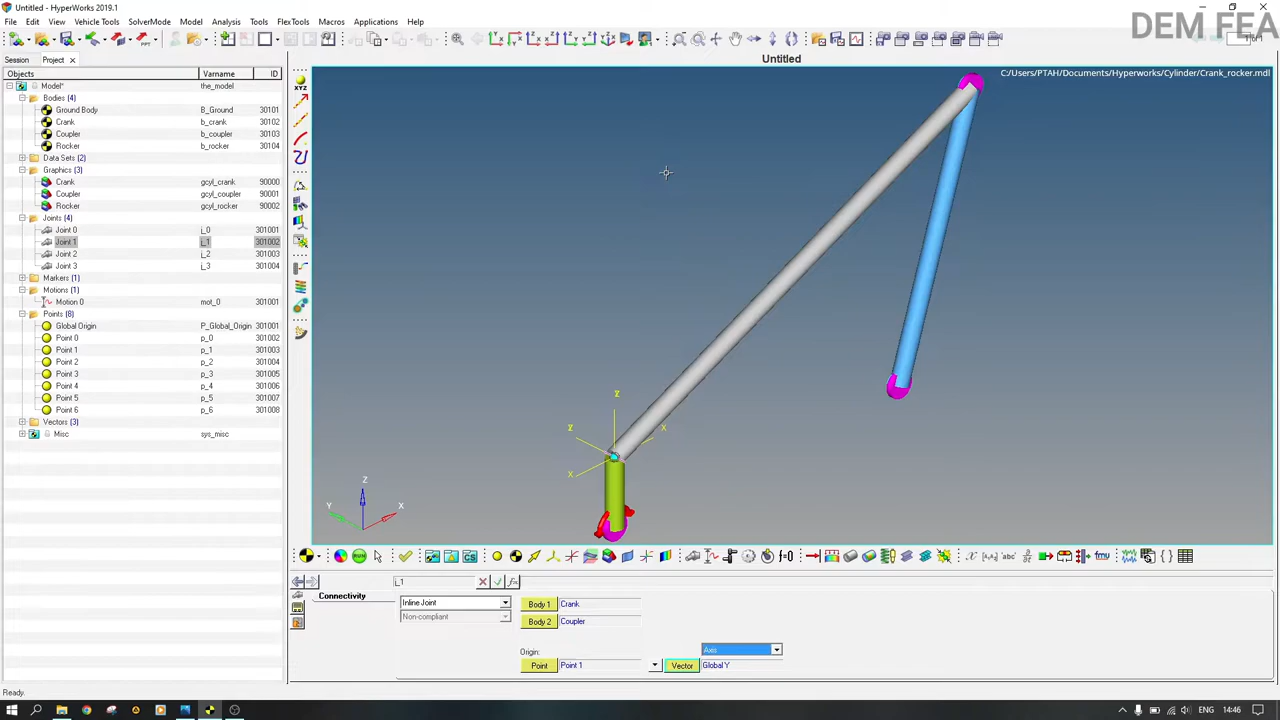 Untitled - HyperWorks 2019.1
DEM FEA
File Edit View Vehicle Tools SolverMode Model Analysis Tools FlexTools Macros Applications Help
Session Project
Untitled
Objects Varname ID
C:/Users/PTAH/Documents/Hyperworks/Cylinder/Crank_rocker.mdl
Model* the_model
Bodies (4)
Ground Body B_Ground 30101
Crank b_crank 30102
Coupler b_coupler 30103
Rocker b_rocker 30104
Data Sets (2)
Graphics (3)
Crank gcyl_crank 90000
Coupler gcyl_coupler 90001
Rocker gcyl_rocker 90002
Joints (4)
Joint 0 j_0 301001
Joint 1 j_1 301002
Joint 2 j_2 301003
Joint 3 j_3 301004
Markers (1)
Motions (1)
Motion 0 mot_0 301001
Points (8)
Global Origin P_Global_Origin 301001
Point 0 p_0 301002
Point 1 p_1 301003
Point 2 p_2 301004
Point 3 p_3 301005
Point 4 p_4 301006
Point 5 p_5 301007
Point 6 p_6 301008
Vectors (3)
Misc sys_misc
XYZ
Z
Z X
X
Z
Y X
RUN CS f=0 abc fmu
j_1
Connectivity
Inline Joint
Non-compliant
Body 1 Crank
Body 2 Coupler
Origin:
Axis
Point Point 1
Vector Global Y
Ready.
ENG 14:46